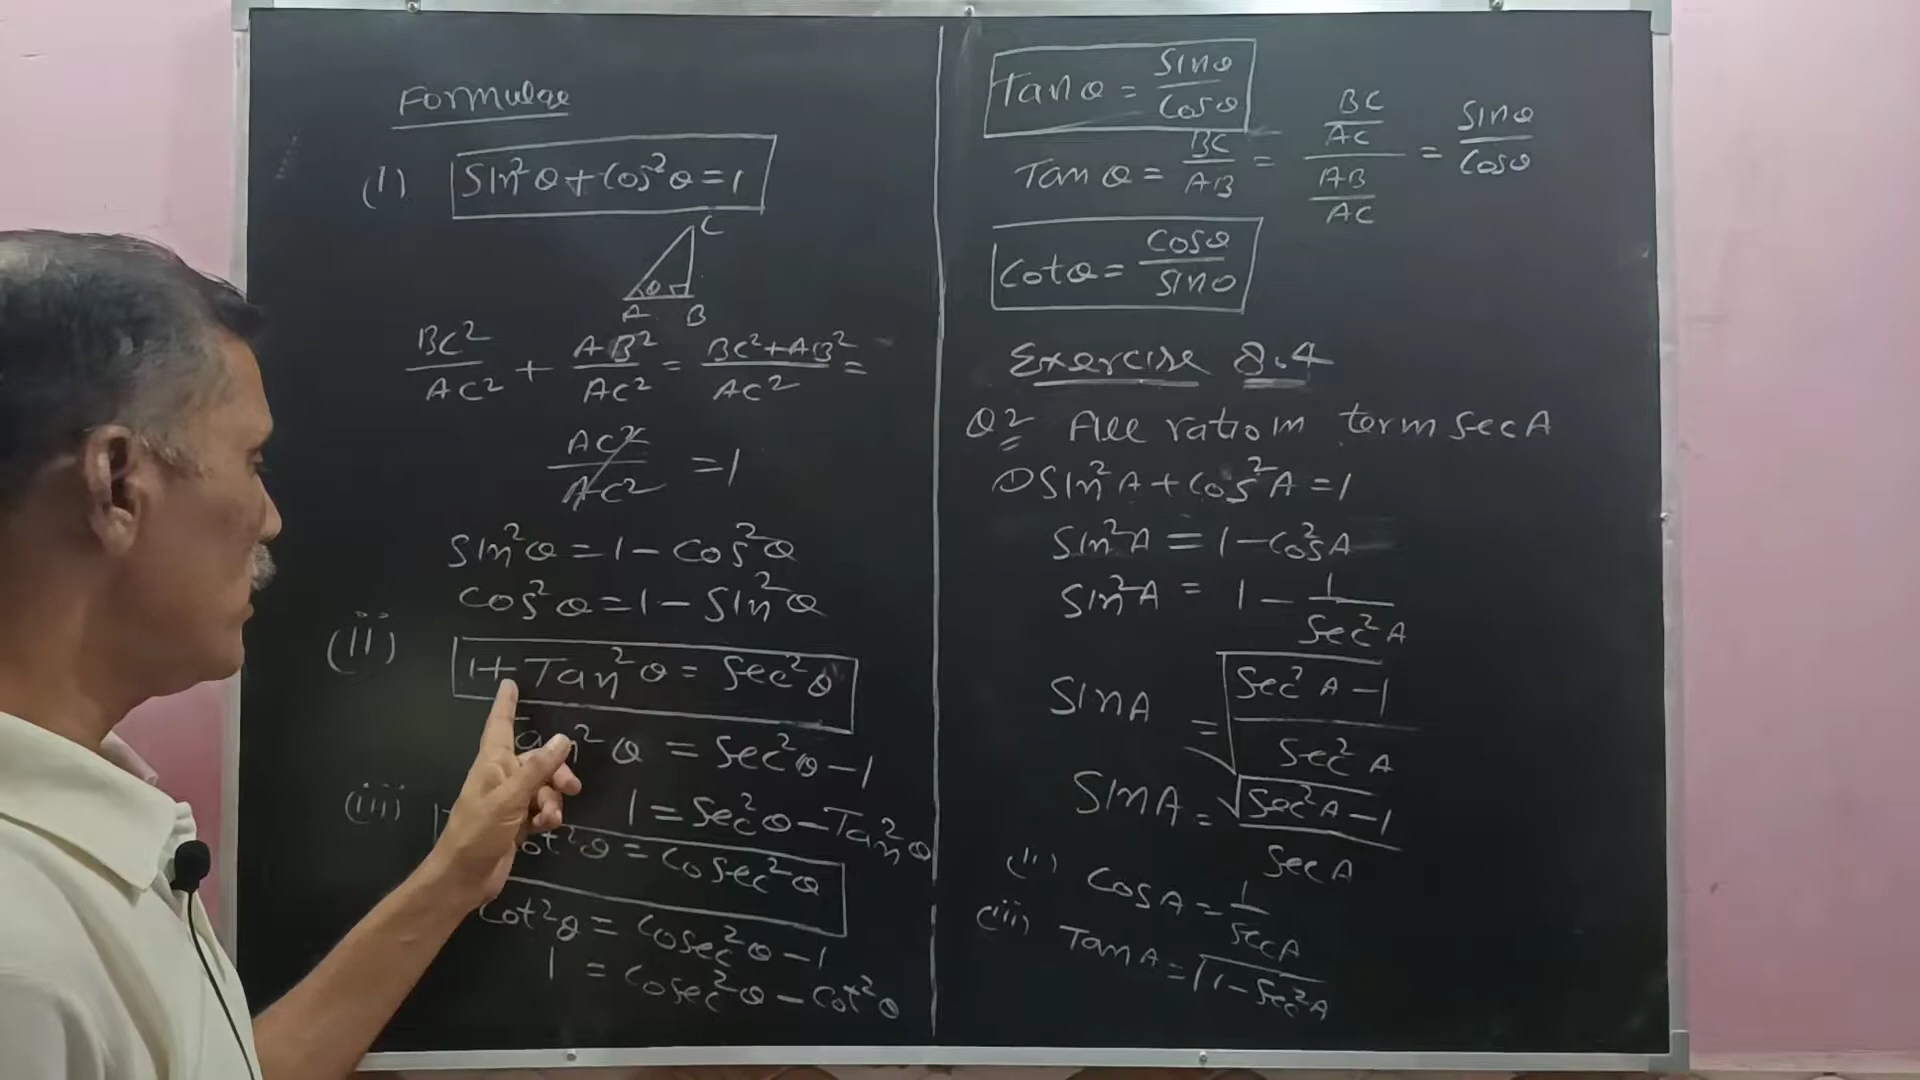 Formulae
(i) Sin²θ + Cos²θ = 1
C
A B
BC²/AC² + AB²/AC² = BC²+AB²/AC² =
AC²/AC² = 1
Sin²θ = 1 - Cos²θ
Cos²θ = 1 - Sin²θ
(ii) 1 + Tan²θ = Sec²θ
Tan²θ = Sec²θ - 1
1 = Sec²θ - Tan²θ
(iii) cot²θ = Cosec²θ
cot²θ = Cosec²θ - 1
1 = Cosec²θ - Cot²θ
Tan θ = Sinθ/Cosθ
Tan θ = BC/AB = (BC/AC)/(AB/AC) = Sinθ/Cosθ
Cotθ = Cosθ/Sinθ
Exercise 8.4
Q2 All ratio in term SecA
① Sin²A + Cos²A = 1
Sin²A = 1 - Cos²A
Sin²A = 1 - 1/Sec²A
SinA = √(Sec²A - 1/Sec²A)
SinA = √(Sec²A - 1)/SecA
(ii) CosA = 1/SecA
(iii) TanA = √(1 - Sec²A)